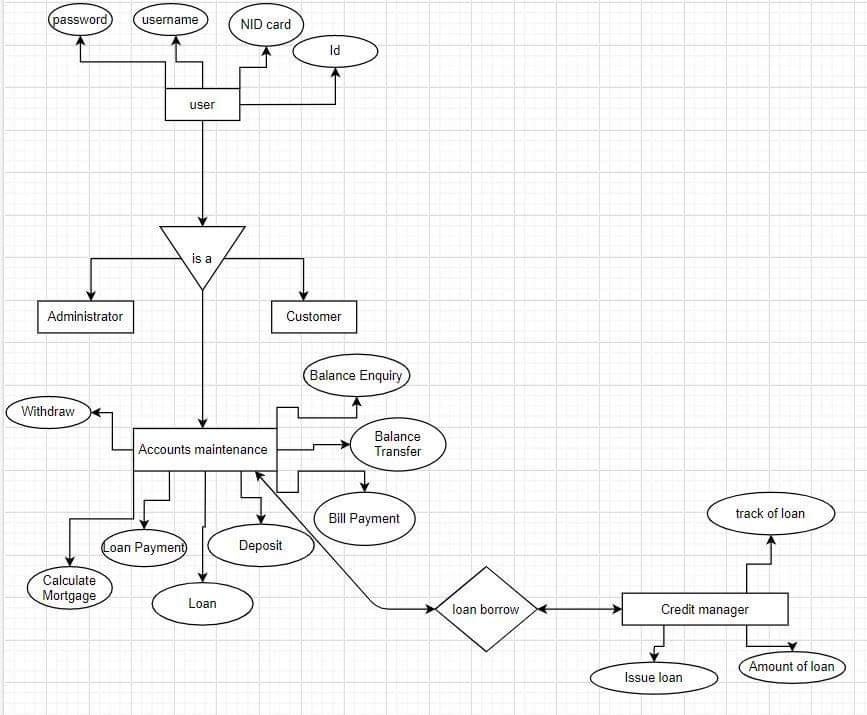 password
username
NID card
Id
user
is a
Administrator
Customer
Balance Enquiry
Withdraw
Accounts maintenance
Balance
Transfer
Bill Payment
Loan Payment
Deposit
Calculate
Mortgage
Loan
track of loan
loan borrow
Credit manager
Issue loan
Amount of loan